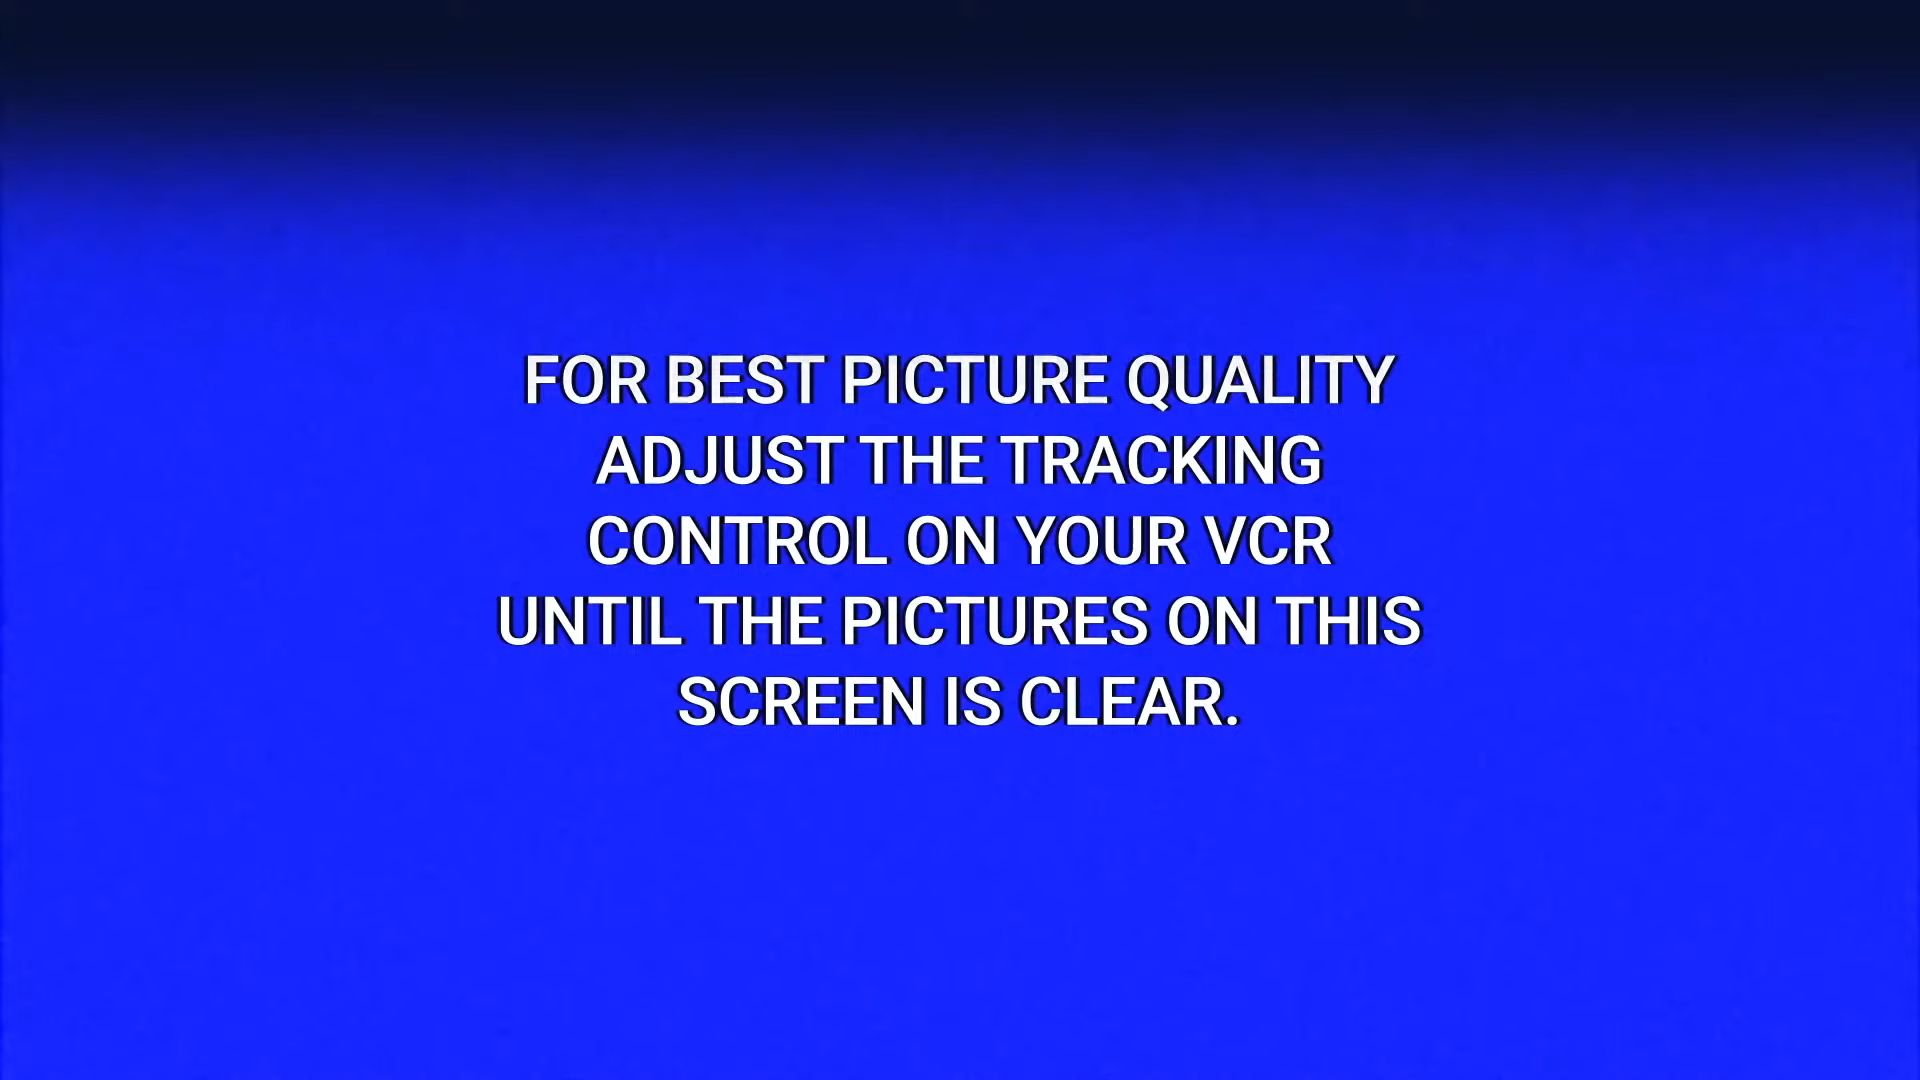 FOR BEST PICTURE QUALITY
ADJUST THE TRACKING
CONTROL ON YOUR VCR
UNTIL THE PICTURES ON THIS
SCREEN IS CLEAR.